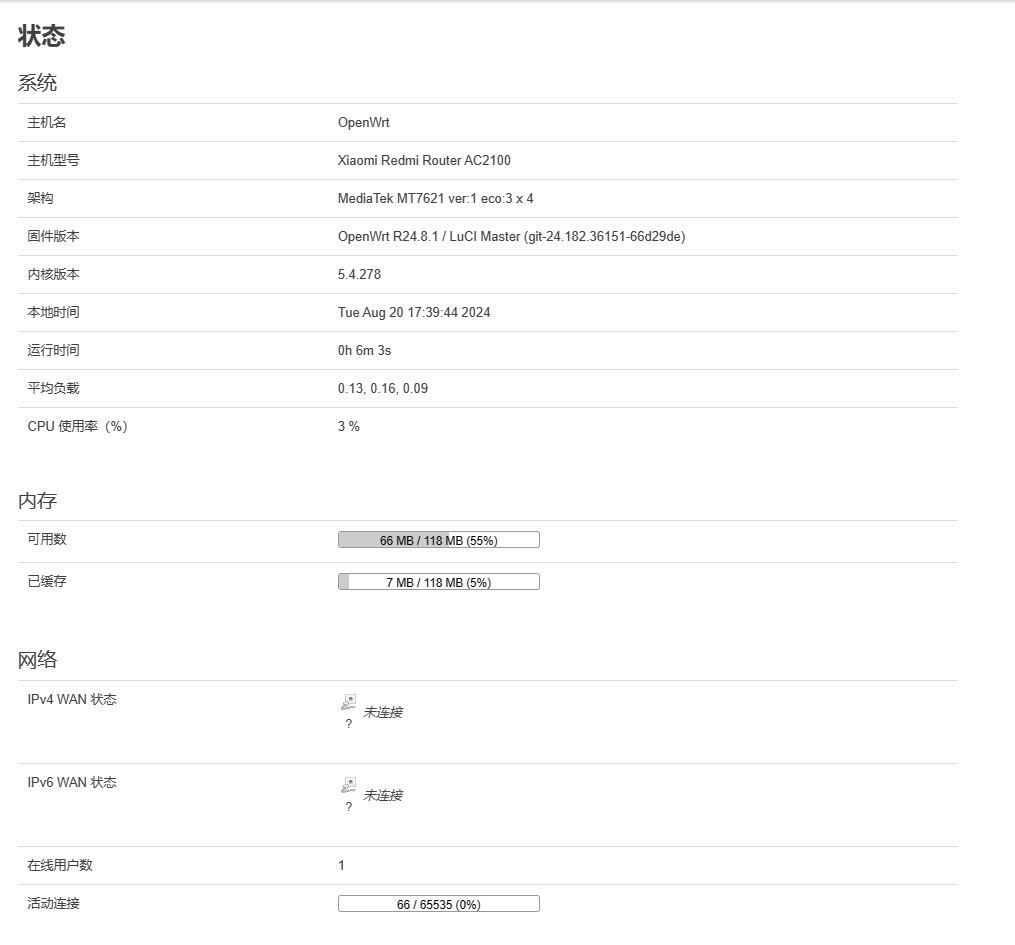 状态
系统
主机名 OpenWrt
主机型号 Xiaomi Redmi Router AC2100
架构 MediaTek MT7621 ver:1 eco:3 x 4
固件版本 OpenWrt R24.8.1 / LuCI Master (git-24.182.36151-66d29de)
内核版本 5.4.278
本地时间 Tue Aug 20 17:39:44 2024
运行时间 0h 6m 3s
平均负载 0.13, 0.16, 0.09
CPU 使用率（%） 3 %
内存
可用数 66 MB / 118 MB (55%)
已缓存 7 MB / 118 MB (5%)
网络
IPv4 WAN 状态 未连接
?
IPv6 WAN 状态 未连接
?
在线用户数 1
活动连接 66 / 65535 (0%)